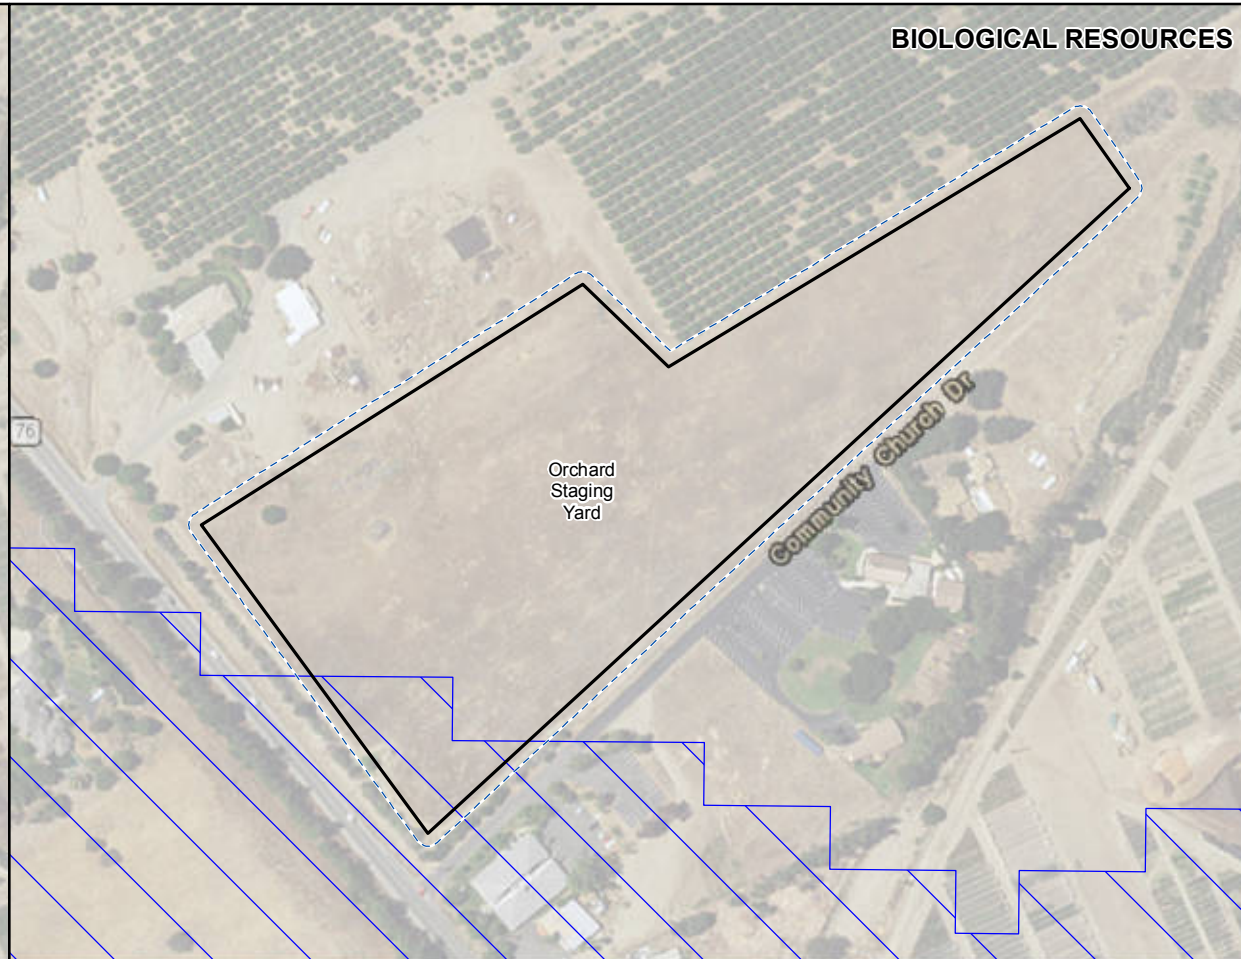 BIOLOGICAL RESOURCES
Community Church Dr
76
Orchard
Staging
Yard